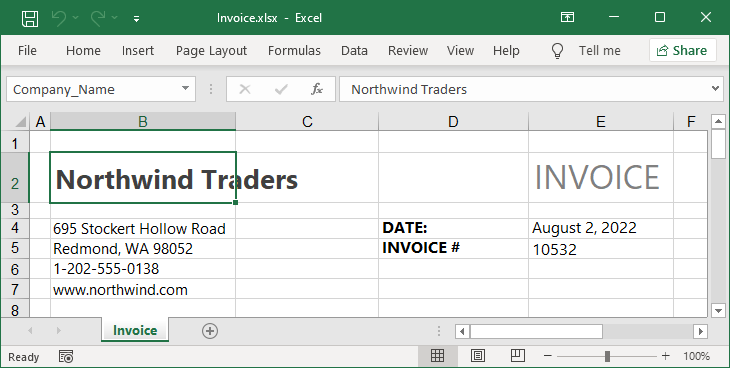 Invoice.xlsx - Excel
File Home Insert Page Layout Formulas Data Review View Tell me Share
Company_Name fx Northwind Traders
A B C D E F
1
2 Northwind Traders INVOICE
3
4 695 Stockert Hollow Road DATE: August 2, 2022
5 Redmond, WA 98052 INVOICE # 10532
6 1-202-555-0138
7 www.northwind.com
8
Invoice
Ready 100%